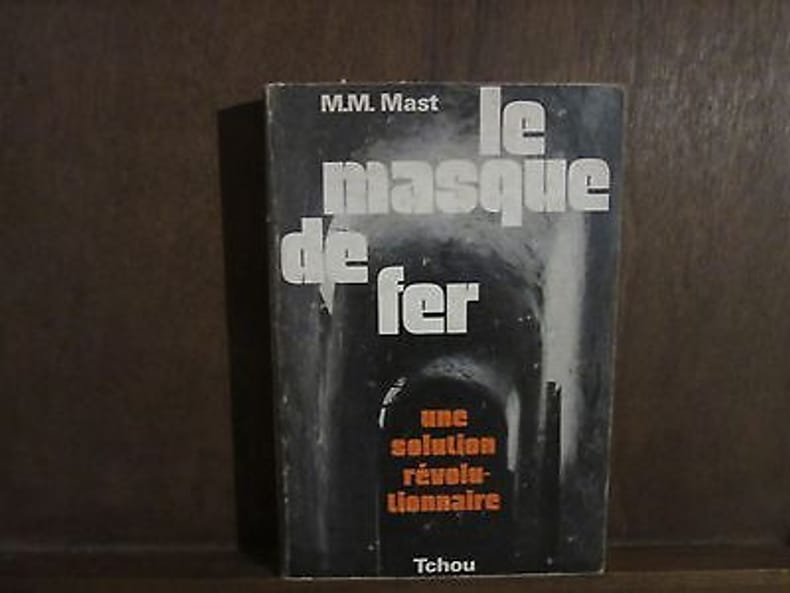 M.M. Mast
le
masque
de
fer
une
solution
révolu-
tionnaire
Tchou